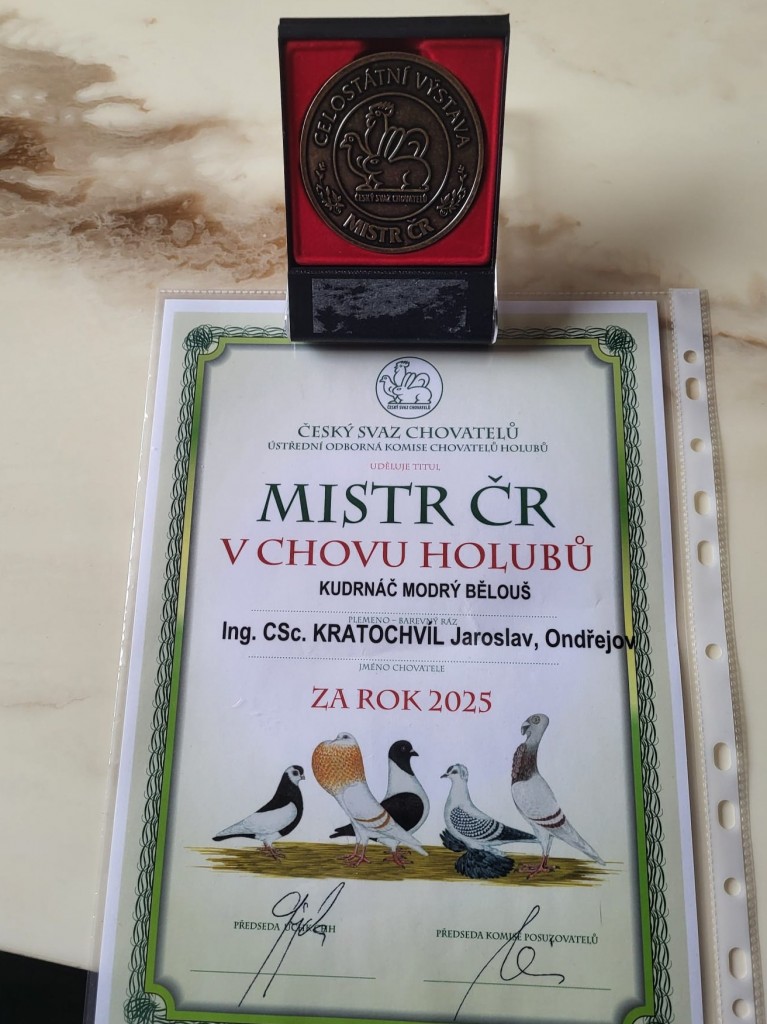 CELOSTÁTNÍ VÝSTAVA
ČESKÝ SVAZ CHOVATELŮ
MISTR ČR
ČESKÝ SVAZ CHOVATELŮ
ČESKÝ SVAZ CHOVATELŮ
ÚSTŘEDNÍ ODBORNÁ KOMISE CHOVATELŮ HOLUBŮ
UDĚLUJE TITUL
MISTR ČR
V CHOVU HOLUBŮ
KUDRNÁČ MODRÝ BĚLOUŠ
PLEMENO – BAREVNÝ RÁZ
Ing. CSc. KRATOCHVÍL Jaroslav, Ondřejov
JMÉNO CHOVATELE
ZA ROK 2025
PŘEDSEDA ÚOK CHH
PŘEDSEDA KOMISE POSUZOVATELŮ